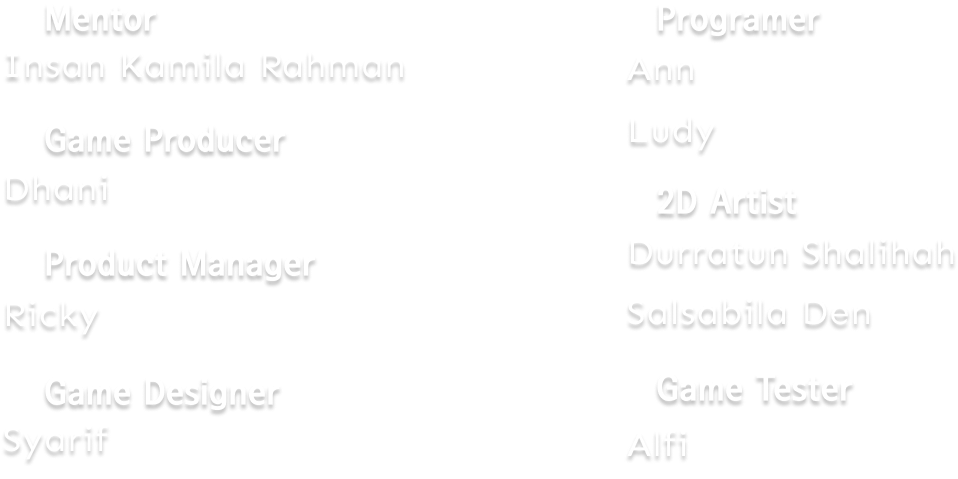 Mentor
Insan Kamila Rahman
Game Producer
Dhani
Product Manager
Ricky
Game Designer
Syarif
Programer
Ann
Ludy
2D Artist
Durratun Shalihah
Salsabila Den
Game Tester
Alfi